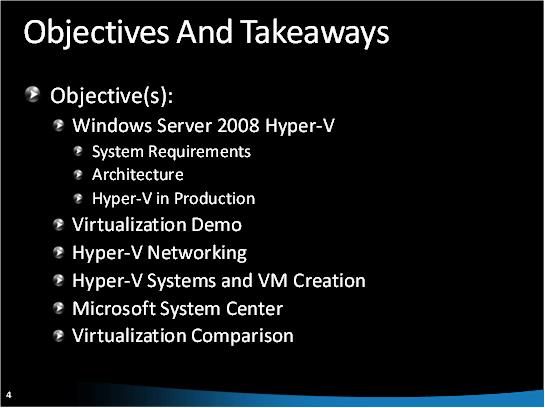 Objectives And Takeaways
Objective(s):
Windows Server 2008 Hyper-V
System Requirements
Architecture
Hyper-V in Production
Virtualization Demo
Hyper-V Networking
Hyper-V Systems and VM Creation
Microsoft System Center
Virtualization Comparison
4